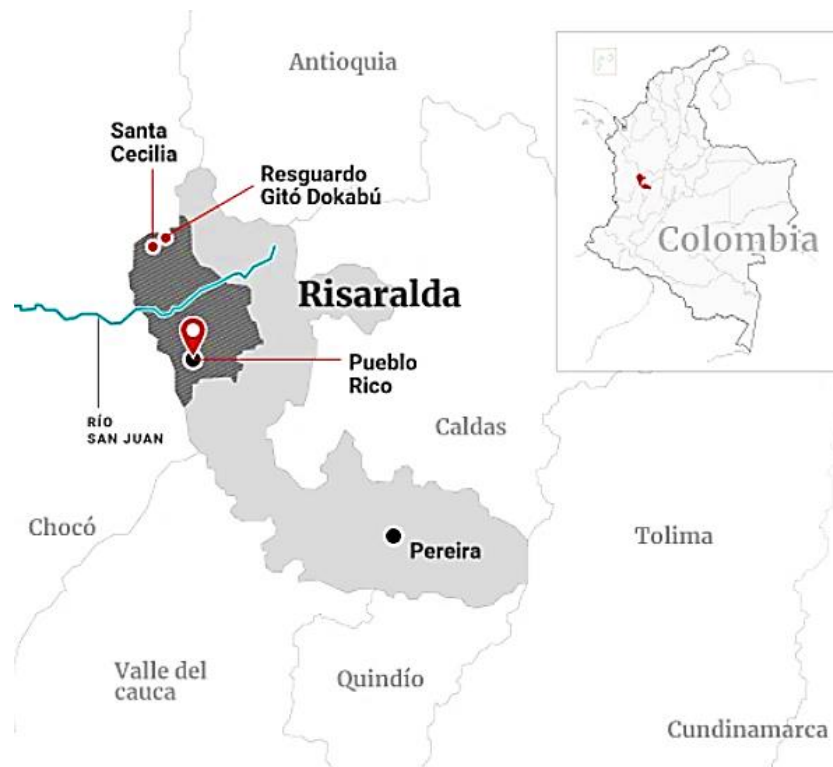 Antioquia
Santa
Cecilia
Resguardo
Gitó Dokabú
Colombia
Risaralda
Pueblo
Rico
RÍO
SAN JUAN
Caldas
Chocó
Tolima
Pereira
Valle del
cauca
Quindío
Cundinamarca